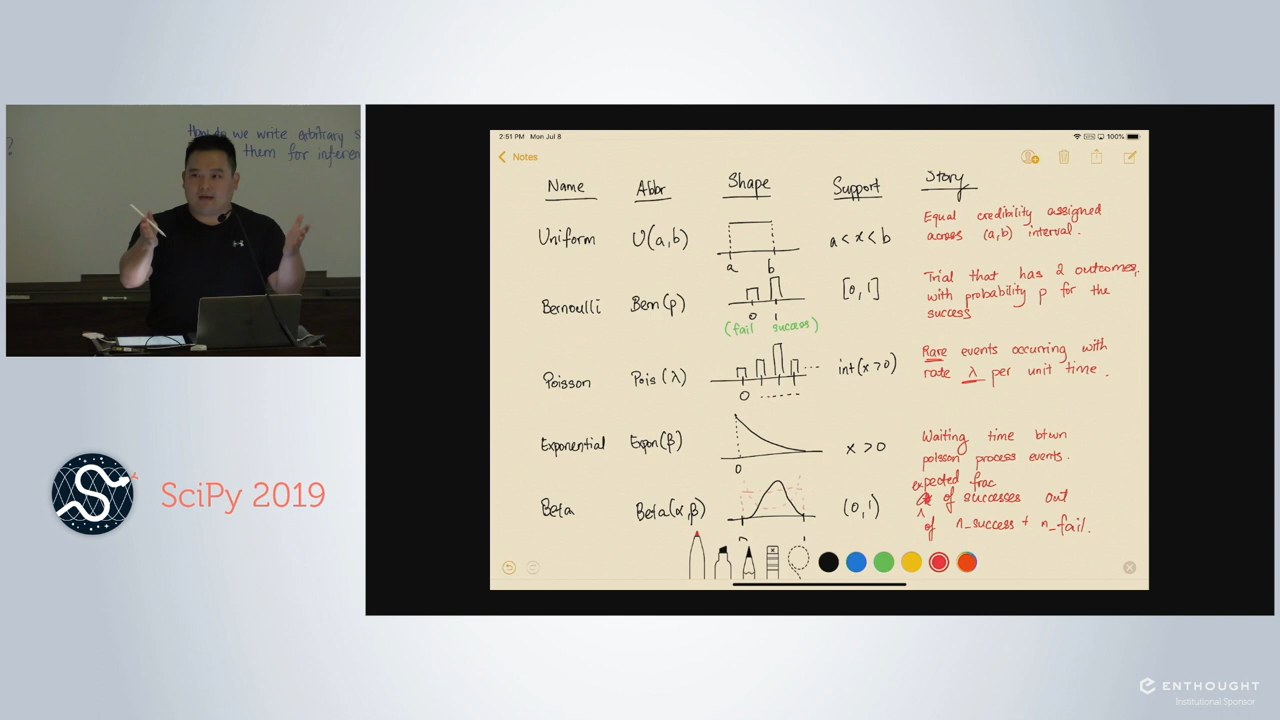 How do we write arbitrary s
?
them for inferen
2:51 PM Mon Jul 8
100%
Notes
Name Abbr Shape Support Story
Uniform U(a,b) a b a < x < b
Equal credibility assigned
across (a,b) interval.
Bernoulli Bern(p) 0 1 [0,1]
(fail success)
Trial that has 2 outcomes,
with probability p for the
success
Poisson Pois(λ) 0 int(x>0)
Rare events occurring with
rate λ per unit time.
Exponential Expon(β) 0 x > 0
Waiting time btwn
poisson process events.
Beta Beta(α,β) (0,1)
expected frac
of successes out
of n_success + n_fail.
SciPy 2019
ENTHOUGHT
Institutional Sponsor